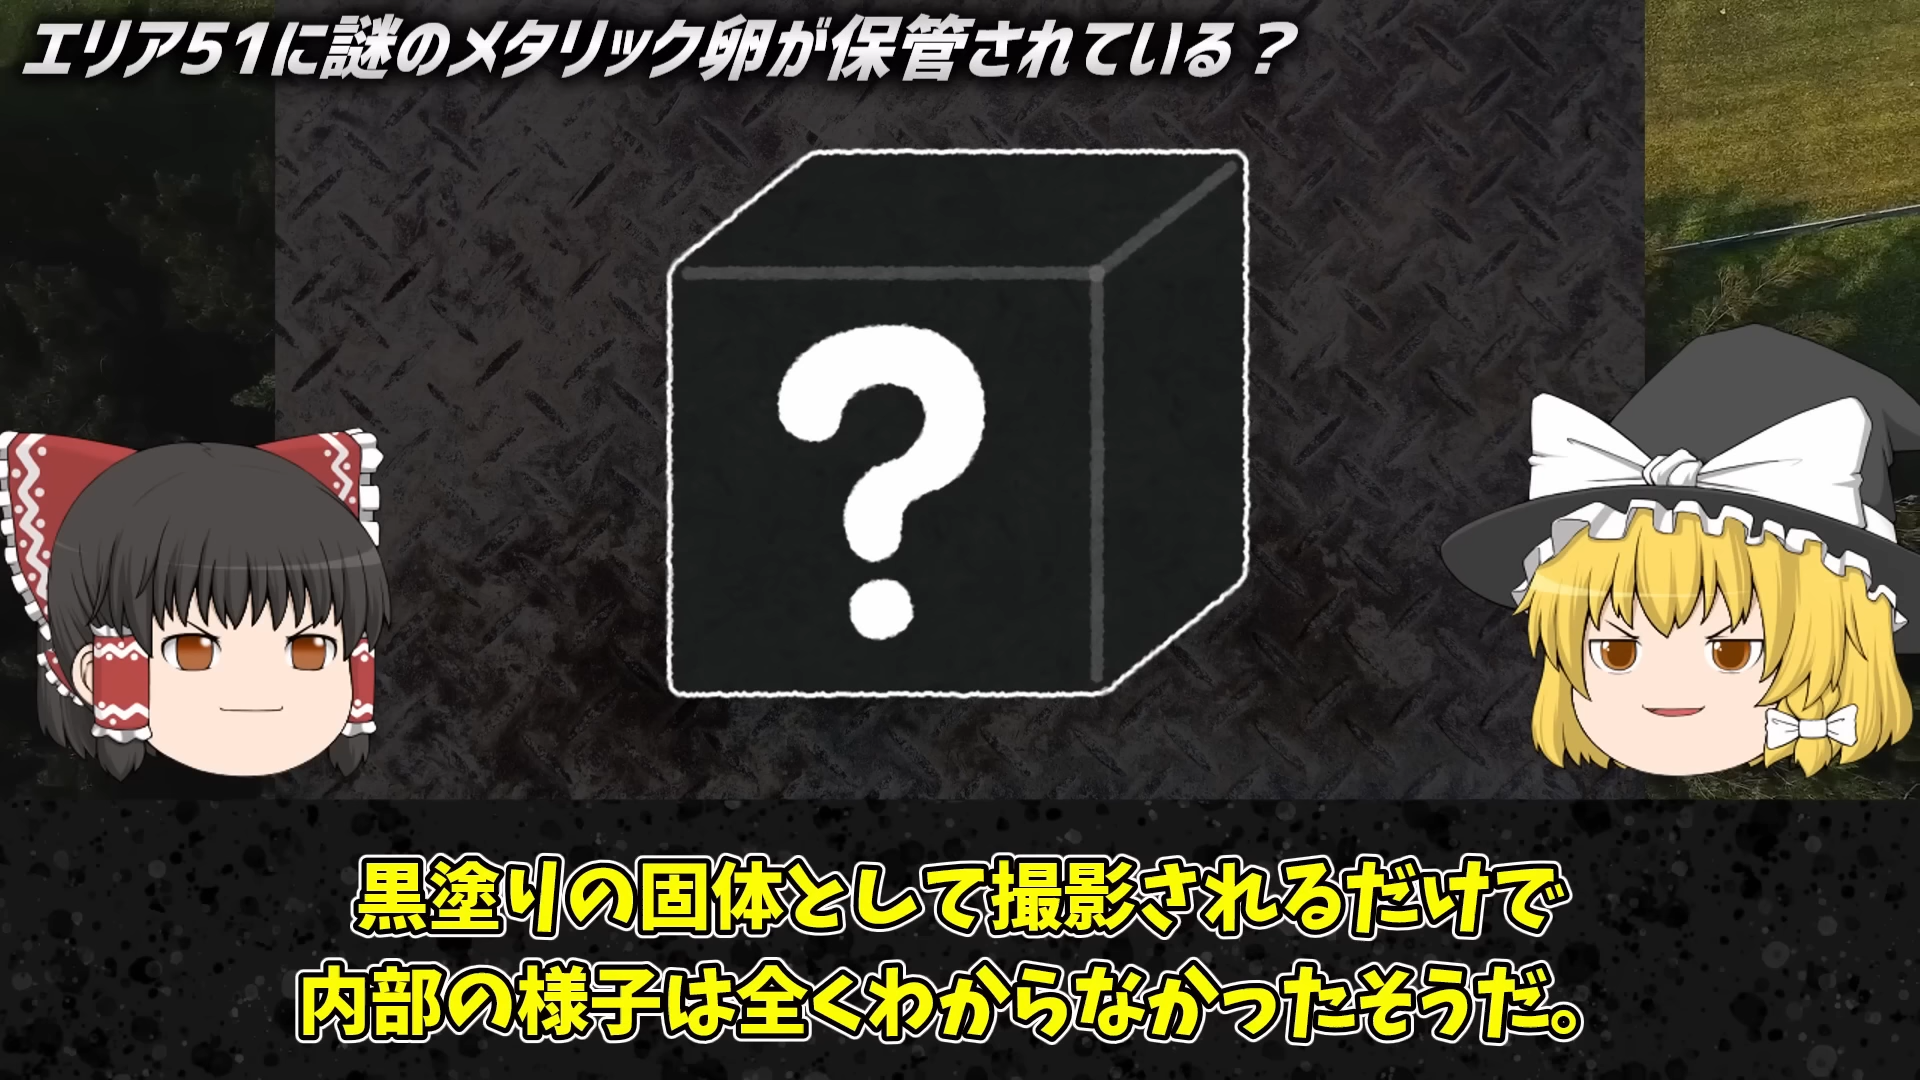 エリア51に謎のメタリック卵が保管されている？
?
黒塗りの固体として撮影されるだけで
内部の様子は全くわからなかったそうだ。